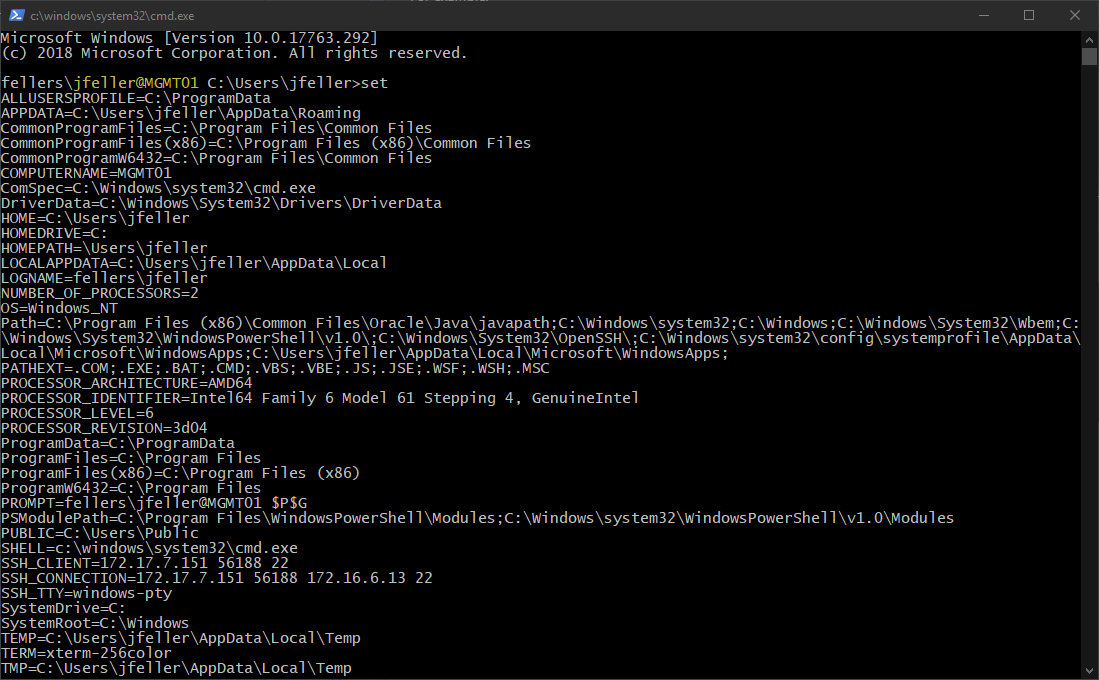 c:\windows\system32\cmd.exe
Microsoft Windows [Version 10.0.17763.292]
(c) 2018 Microsoft Corporation. All rights reserved.
fellers\jfeller@MGMT01 C:\Users\jfeller>set
ALLUSERSPROFILE=C:\ProgramData
APPDATA=C:\Users\jfeller\AppData\Roaming
CommonProgramFiles=C:\Program Files\Common Files
CommonProgramFiles(x86)=C:\Program Files (x86)\Common Files
CommonProgramW6432=C:\Program Files\Common Files
COMPUTERNAME=MGMT01
ComSpec=C:\Windows\system32\cmd.exe
DriverData=C:\Windows\System32\Drivers\DriverData
HOME=C:\Users\jfeller
HOMEDRIVE=C:
HOMEPATH=\Users\jfeller
LOCALAPPDATA=C:\Users\jfeller\AppData\Local
LOGNAME=fellers\jfeller
NUMBER_OF_PROCESSORS=2
OS=Windows_NT
Path=C:\Program Files (x86)\Common Files\Oracle\Java\javapath;C:\Windows\system32;C:\Windows;C:\Windows\System32\Wbem;C:
\Windows\System32\WindowsPowerShell\v1.0\;C:\Windows\System32\OpenSSH\;C:\Windows\system32\config\systemprofile\AppData\
Local\Microsoft\WindowsApps;C:\Users\jfeller\AppData\Local\Microsoft\WindowsApps;
PATHEXT=.COM;.EXE;.BAT;.CMD;.VBS;.VBE;.JS;.JSE;.WSF;.WSH;.MSC
PROCESSOR_ARCHITECTURE=AMD64
PROCESSOR_IDENTIFIER=Intel64 Family 6 Model 61 Stepping 4, GenuineIntel
PROCESSOR_LEVEL=6
PROCESSOR_REVISION=3d04
ProgramData=C:\ProgramData
ProgramFiles=C:\Program Files
ProgramFiles(x86)=C:\Program Files (x86)
ProgramW6432=C:\Program Files
PROMPT=fellers\jfeller@MGMT01 $P$G
PSModulePath=C:\Program Files\WindowsPowerShell\Modules;C:\Windows\system32\WindowsPowerShell\v1.0\Modules
PUBLIC=C:\Users\Public
SHELL=c:\windows\system32\cmd.exe
SSH_CLIENT=172.17.7.151 56188 22
SSH_CONNECTION=172.17.7.151 56188 172.16.6.13 22
SSH_TTY=windows-pty
SystemDrive=C:
SystemRoot=C:\Windows
TEMP=C:\Users\jfeller\AppData\Local\Temp
TERM=xterm-256color
TMP=C:\Users\jfeller\AppData\Local\Temp